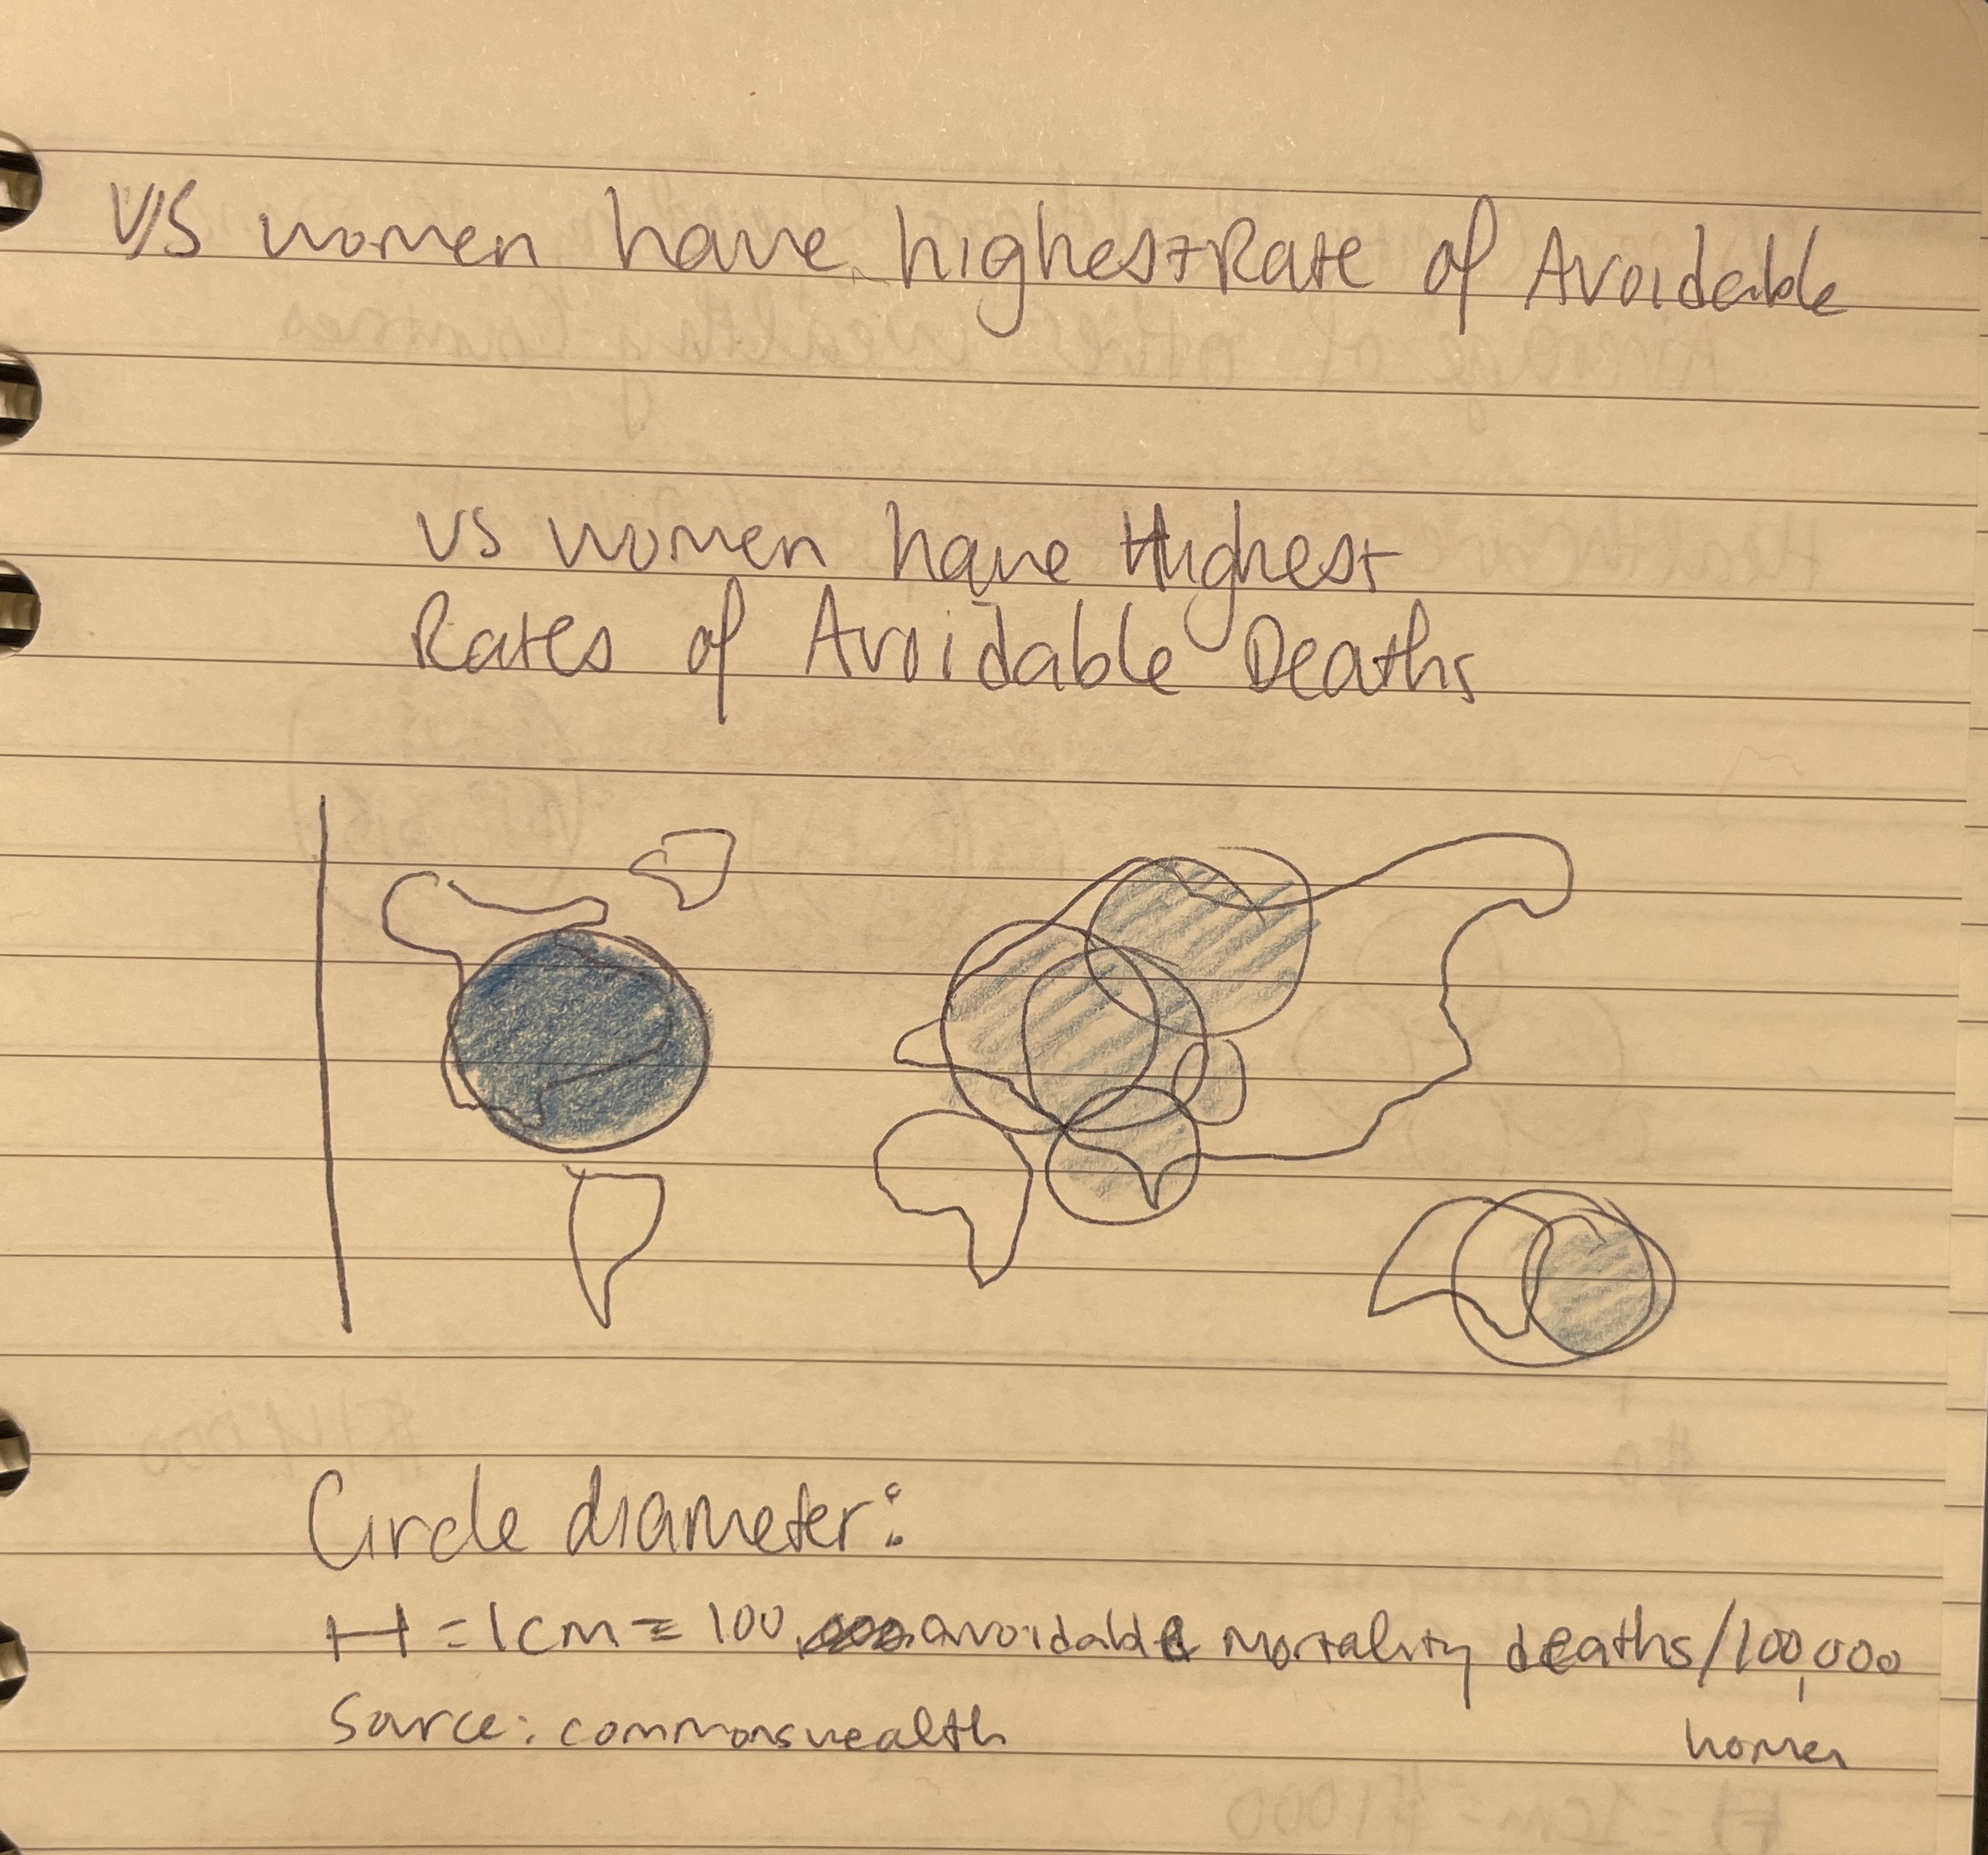 US women have highest Rate of Avoidable
US women have Highest
Rates of Avoidable Deaths
Circle diameter:
H = 1cm = 100 avoidable mortality deaths/100,000
women
Source: commonswealth